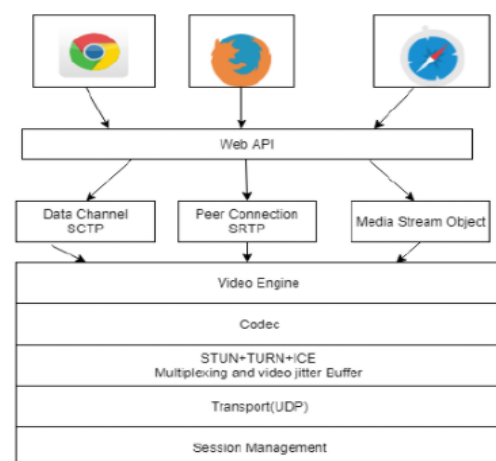 Web API
Data Channel
SCTP
Peer Connection
SRTP
Media Stream Object
Video Engine
Codec
STUN+TURN+ICE
Multiplexing and video jitter Buffer
Transport(UDP)
Session Management